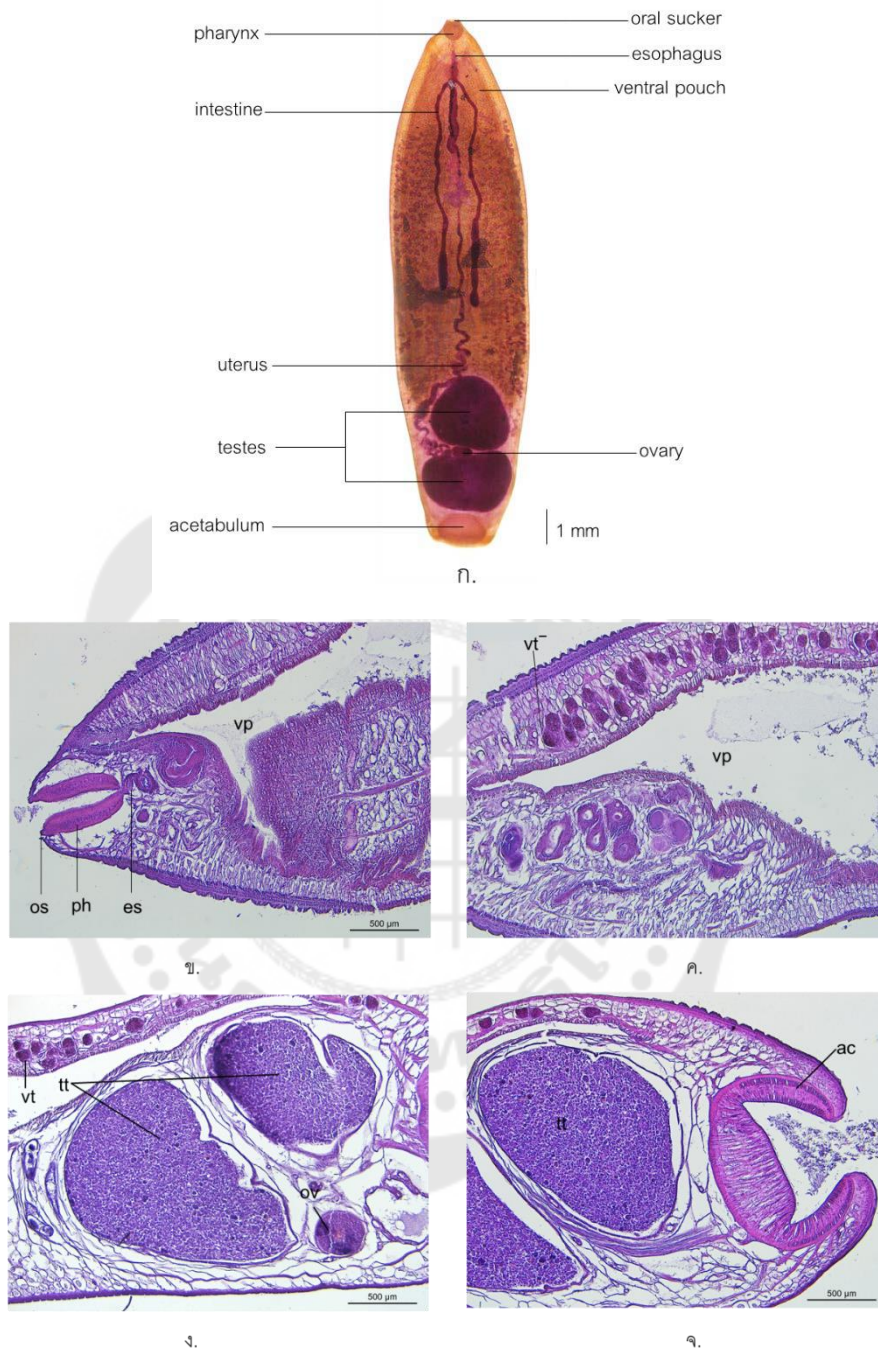 oral sucker
pharynx
esophagus
ventral pouch
intestine
uterus
testes
ovary
acetabulum
1 mm
ก.
vp
os ph es
500 µm
ข.
vt
vp
ค.
vt
tt
ov
500 µm
ง.
ac
tt
500 µm
จ.